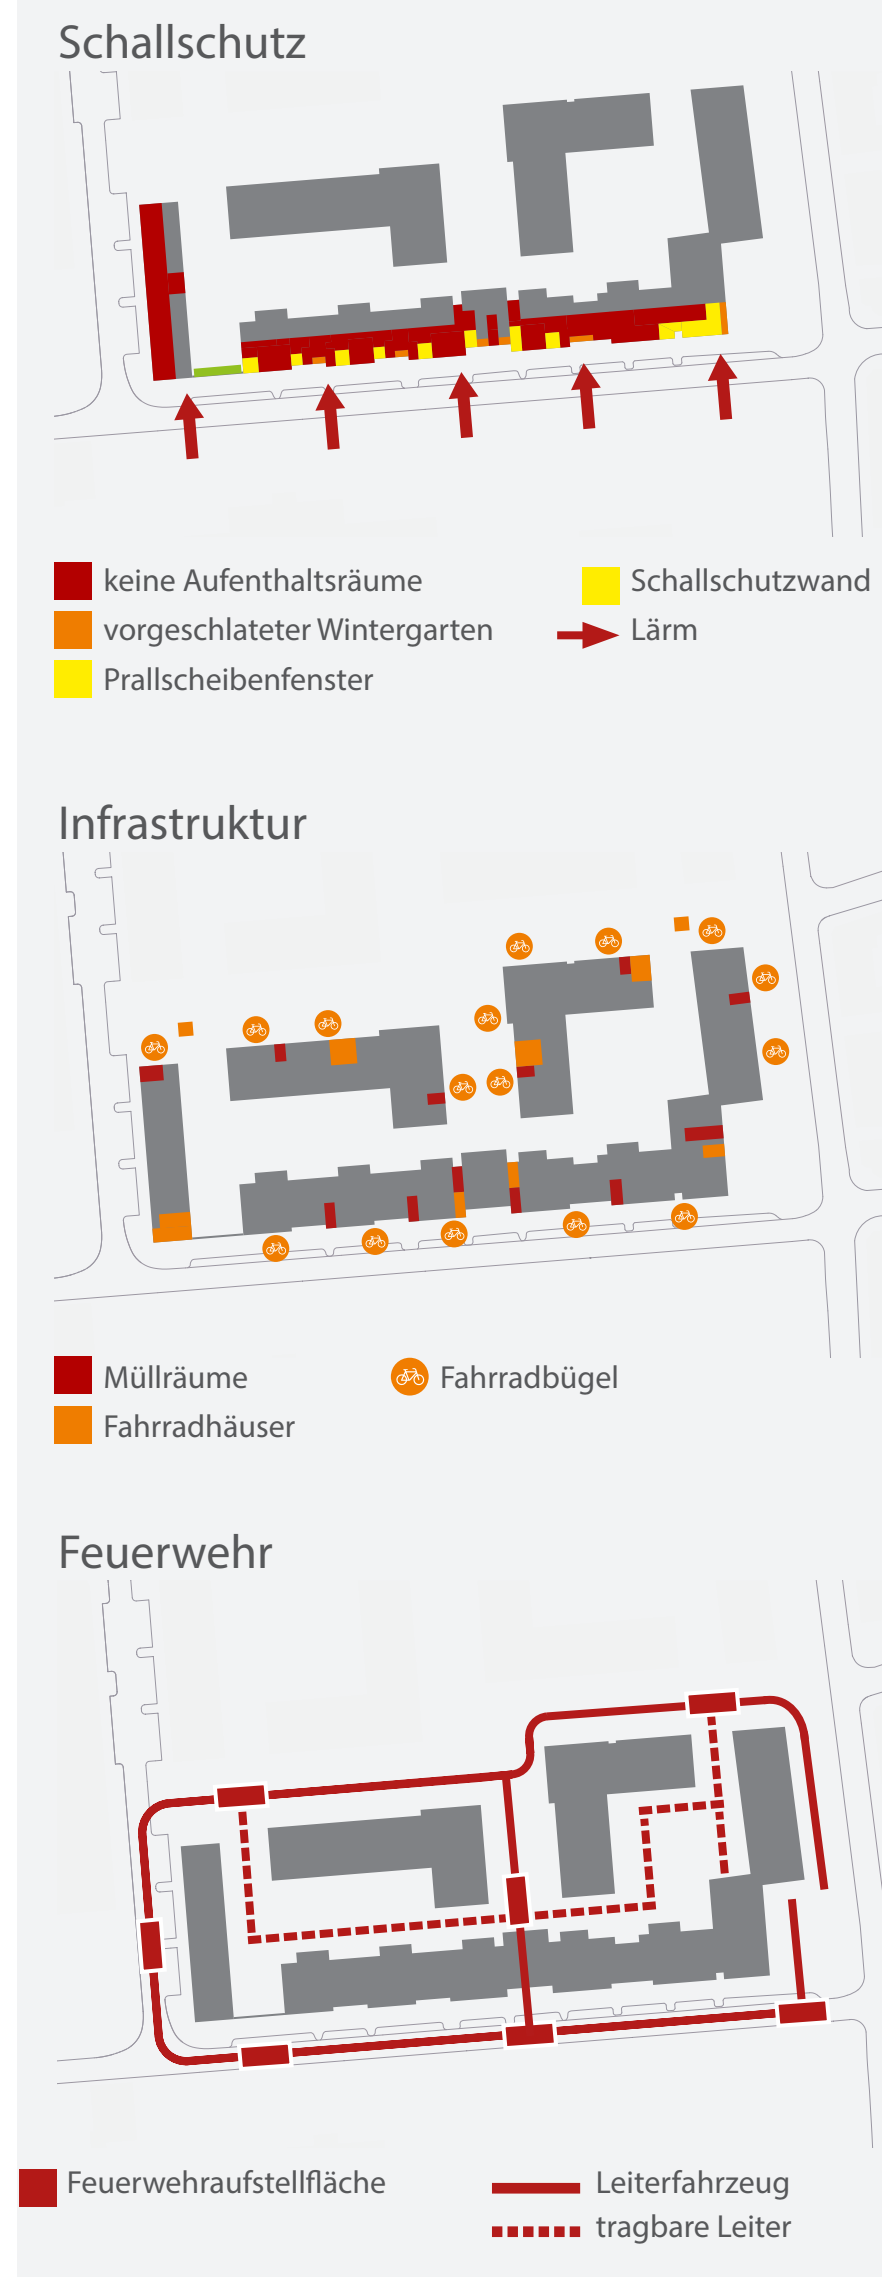 Schallschutz
keine Aufenthaltsräume
vorgeschlateter Wintergarten
Prallscheibenfenster
Schallschutzwand
Lärm
Infrastruktur
Müllräume
Fahrradhäuser
Fahrradbügel
Feuerwehr
Feuerwehraufstellfläche
Leiterfahrzeug
tragbare Leiter